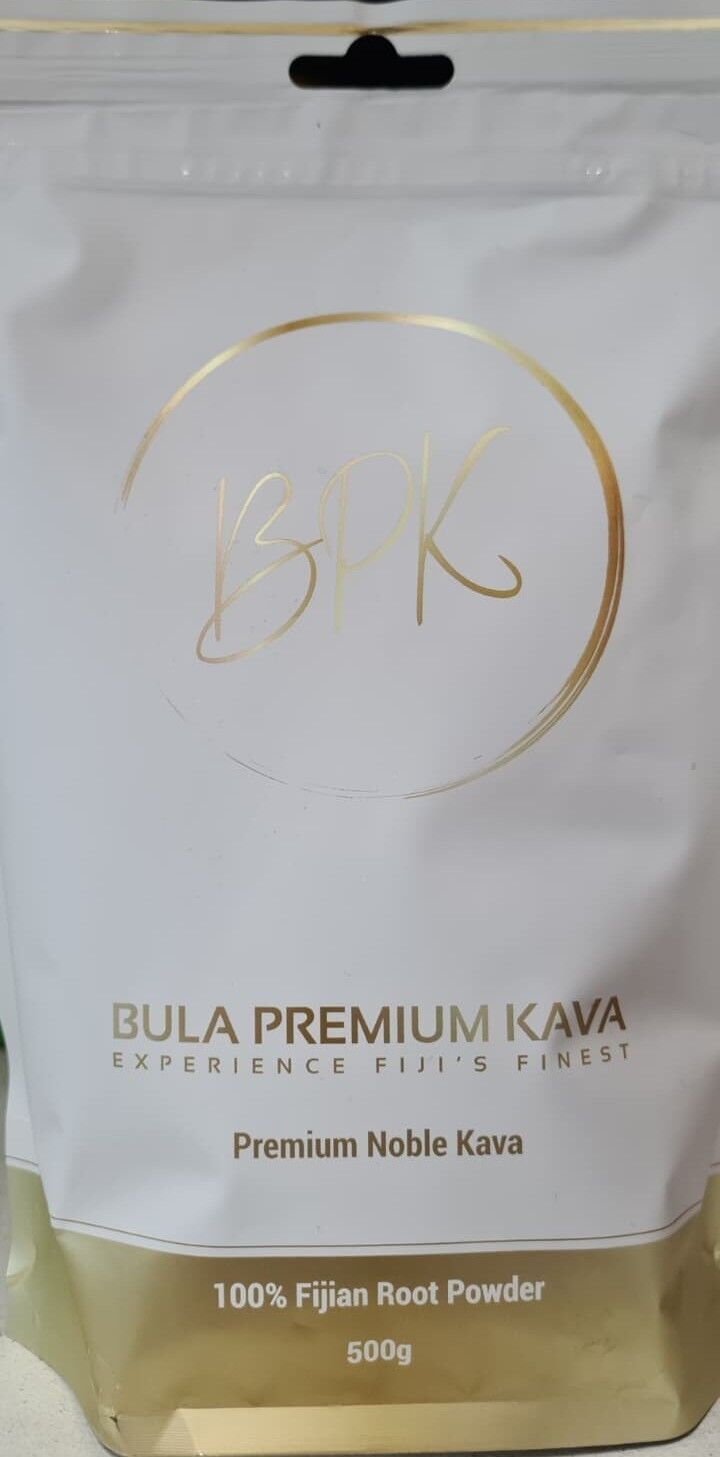 BPK
BULA PREMIUM KAVA
EXPERIENCE FIJI'S FINEST
Premium Noble Kava
100% Fijian Root Powder
500g